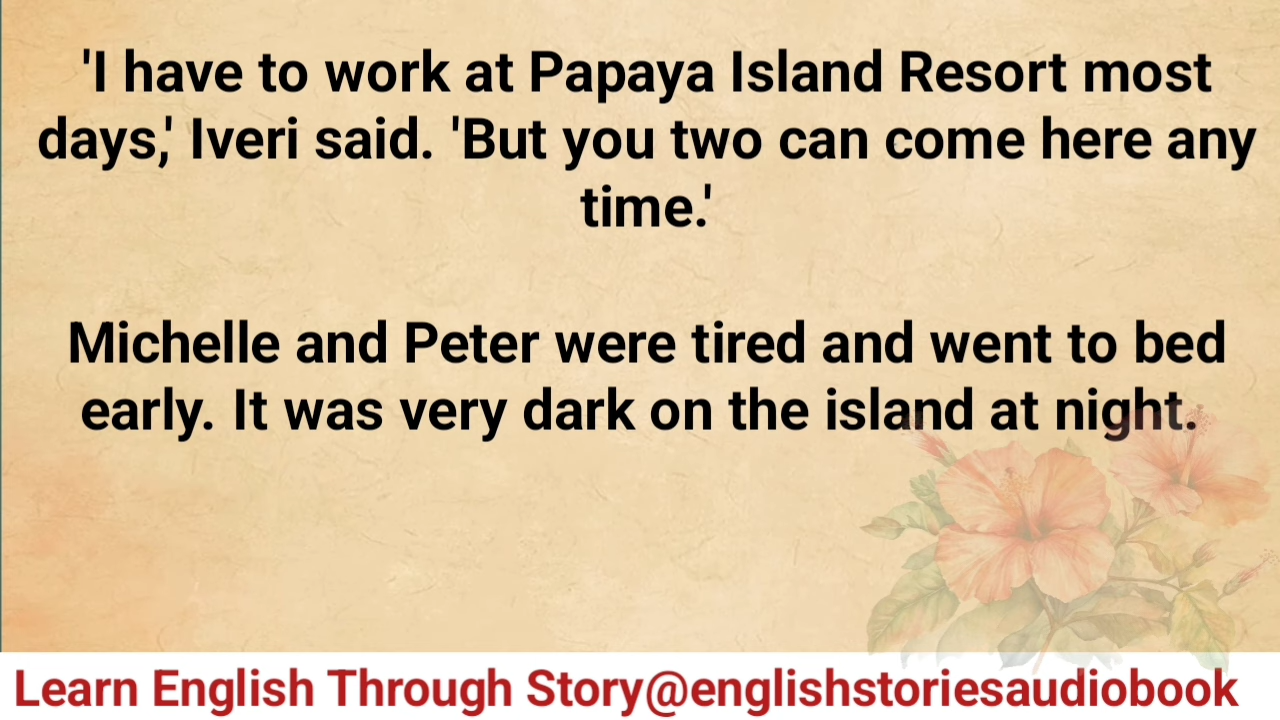 'I have to work at Papaya Island Resort most
days,' Iveri said. 'But you two can come here any
time.'
Michelle and Peter were tired and went to bed
early. It was very dark on the island at night.
Learn English Through Story@englishstoriesaudiobook